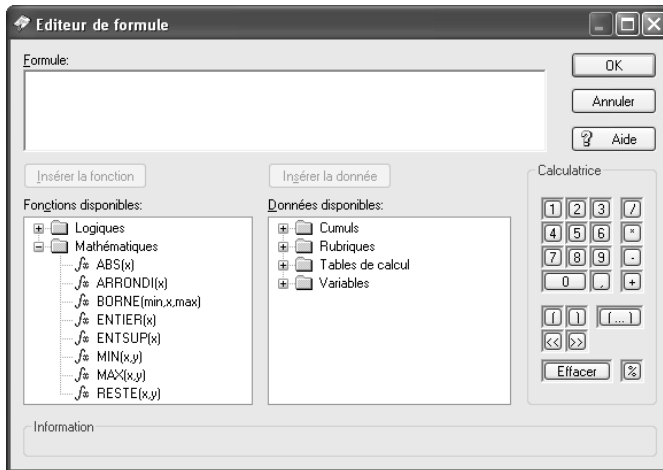 Editeur de formule
Formule:
OK
Annuler
Aide
Insérer la fonction
Insérer la donnée
Calculatrice
Fonctions disponibles:
Données disponibles:
Logiques
Mathématiques
ABS(x)
ARRONDI(x)
BORNE(min,x,max)
ENTIER(x)
ENTSUP(x)
MIN(x,y)
MAX(x,y)
RESTE(x,y)
Cumuls
Rubriques
Tables de calcul
Variables
1 2 3 /
4 5 6 *
7 8 9 -
0 , +
( ) (...)
<< >>
Effacer %
Information